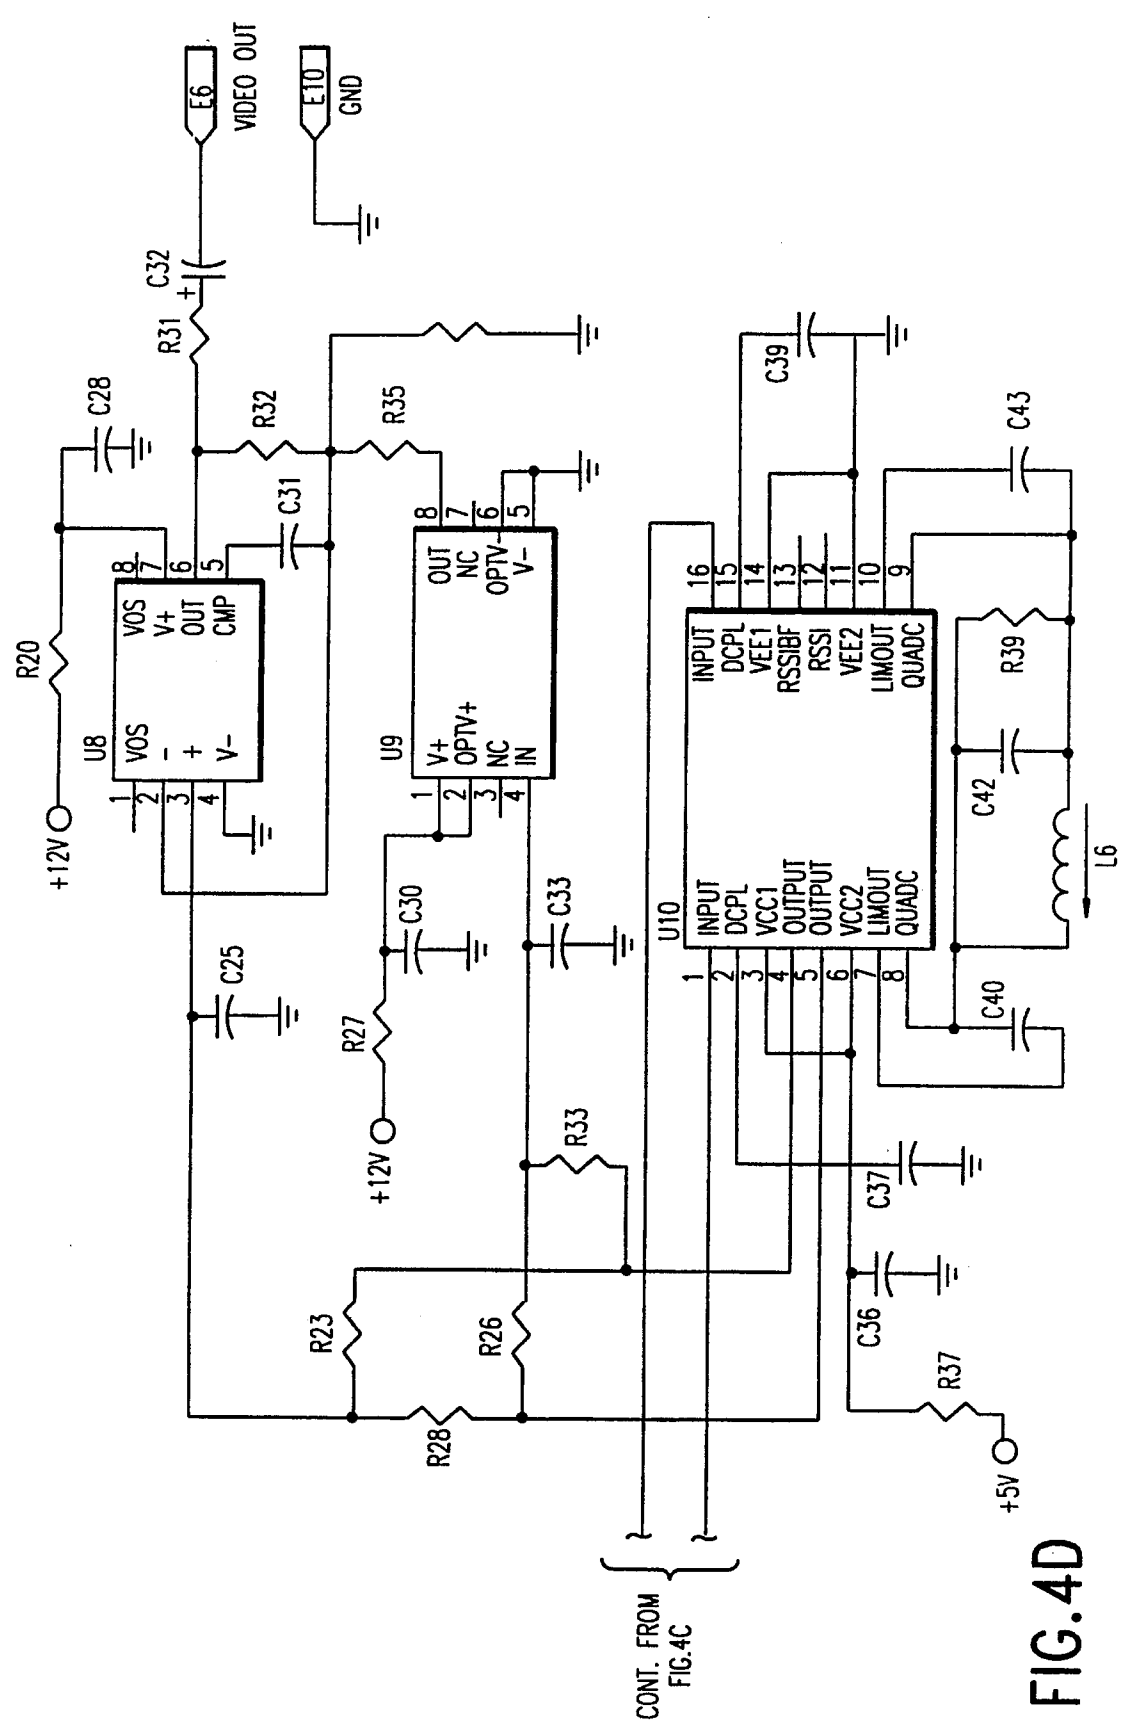 +12V
R20
C28
U8
VOS
-
+
V-
1
2
3
4
VOS
V+
OUT
CMP
8
7
6
5
C31
R32
R31
+
C32
E6
VIDEO OUT
E10
GND
C25
+12V
R27
C30
U9
V+
OPTV+
NC
IN
1
2
3
4
OUT
NC
OPTV-
V-
8
7
6
5
R35
C33
R33
R23
R26
R28
CONT. FROM
FIG.4C
U10
INPUT
DCPL
VCC1
OUTPUT
OUTPUT
VCC2
LIMOUT
QUADC
1
2
3
4
5
6
7
8
INPUT
DCPL
VEE1
RSSIBF
RSSI
VEE2
LIMOUT
QUADC
16
15
14
13
12
11
10
9
C39
C43
R39
C42
L6
C40
C37
C36
R37
+5V
FIG.4D